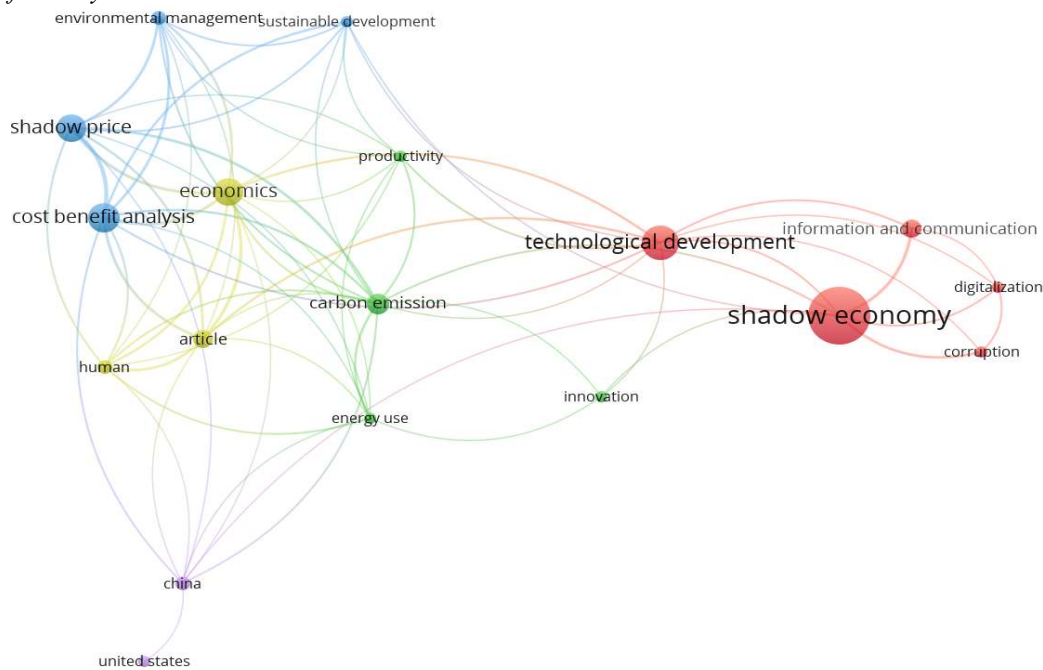 environmental management
sustainable development
shadow price
productivity
economics
cost benefit analysis
information and communication
technological development
digitalization
carbon emission
shadow economy
article
corruption
human
innovation
energy use
china
united states